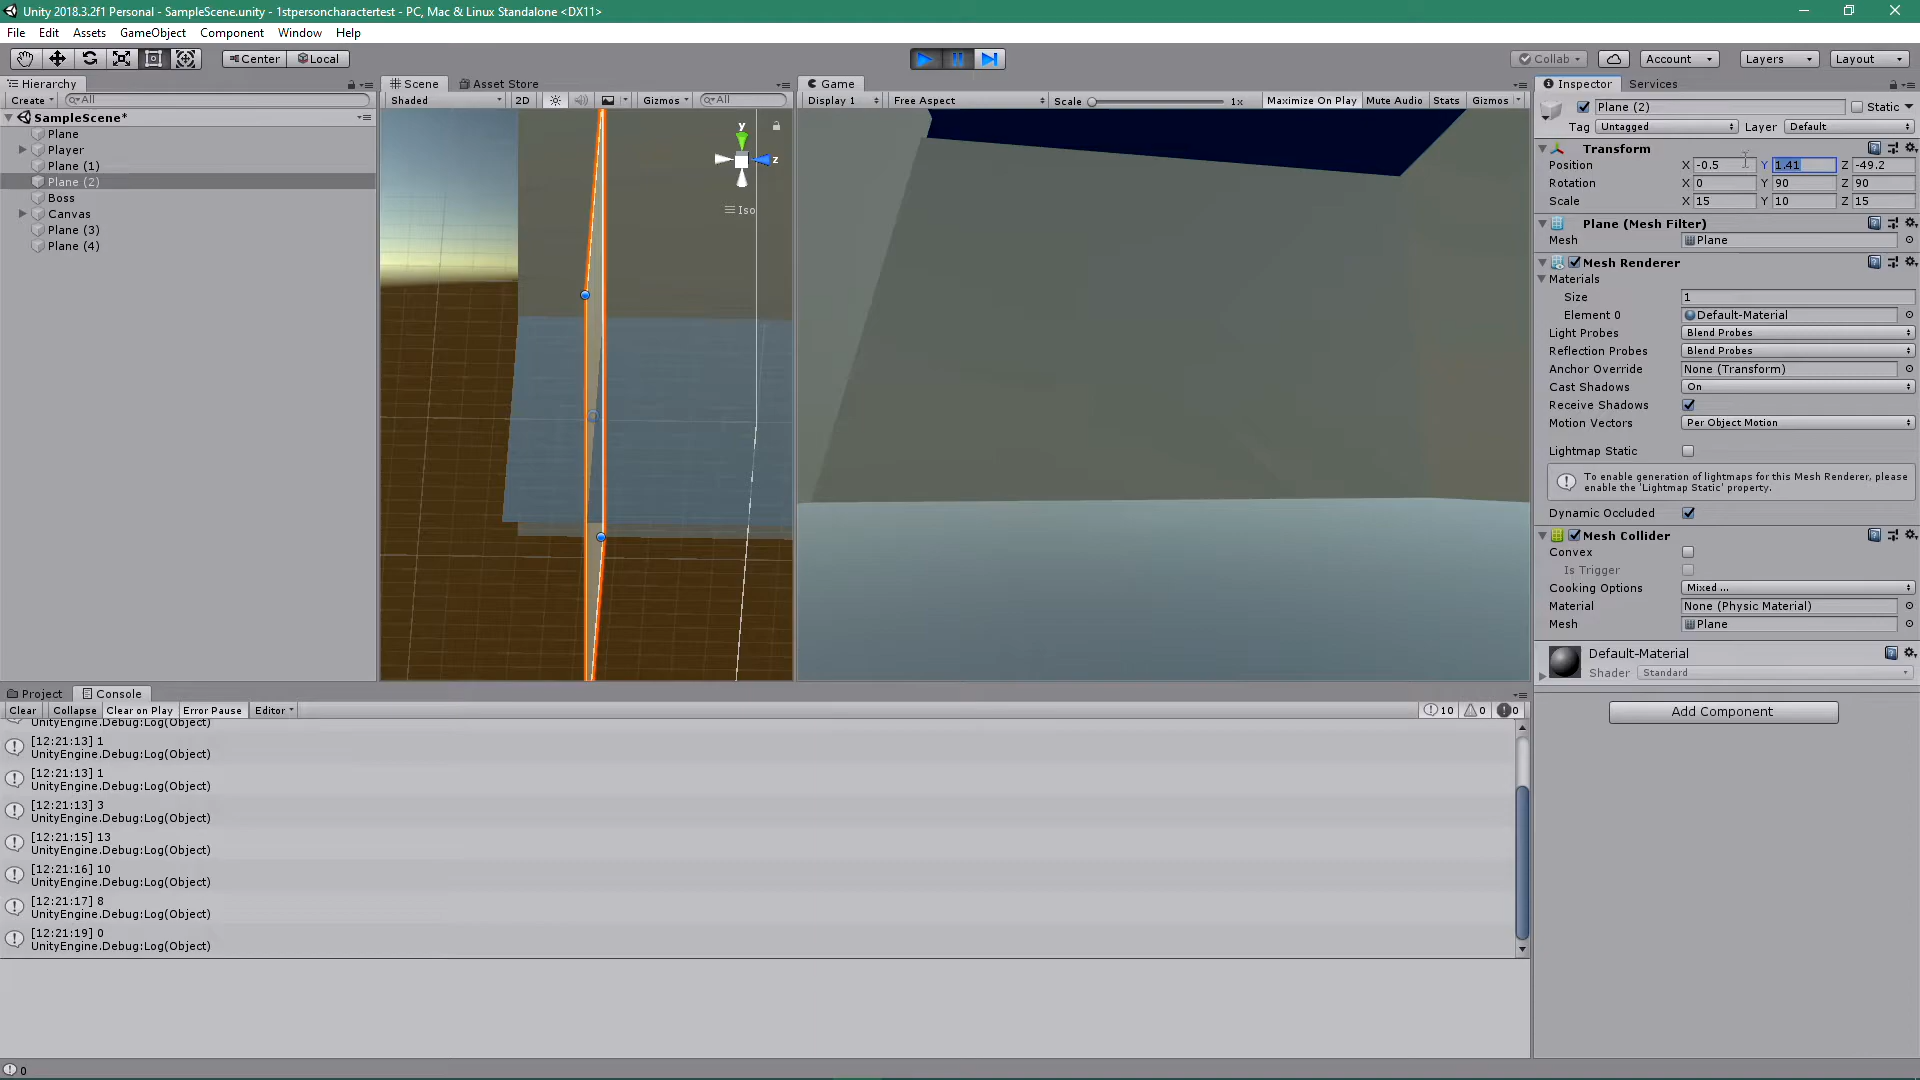 Unity 2018.3.2f1 Personal - SampleScene.unity - 1stpersoncharactertest - PC, Mac & Linux Standalone <DX11>
File Edit Assets GameObject Component Window Help
Center Local Collab Account Layers Layout
Hierarchy
Create All
SampleScene*
Plane
Player
Plane (1)
Plane (2)
Boss
Canvas
Plane (3)
Plane (4)
Scene Asset Store
Shaded 2D Gizmos All
y
z
Iso
Game
Display 1 Free Aspect Scale 1x Maximize On Play Mute Audio Stats Gizmos
Inspector Services
Plane (2) Static
Tag Untagged Layer Default
Transform
Position X -0.5 Y 1.41 Z -49.2
Rotation X 0 Y 90 Z 90
Scale X 15 Y 10 Z 15
Plane (Mesh Filter)
Mesh Plane
Mesh Renderer
Materials
Size 1
Element 0 Default-Material
Light Probes Blend Probes
Reflection Probes Blend Probes
Anchor Override None (Transform)
Cast Shadows On
Receive Shadows
Motion Vectors Per Object Motion
Lightmap Static
To enable generation of lightmaps for this Mesh Renderer, please
enable the 'Lightmap Static' property.
Dynamic Occluded
Mesh Collider
Convex
Is Trigger
Cooking Options Mixed ...
Material None (Physic Material)
Mesh Plane
Default-Material
Shader Standard
Add Component
Project Console
Clear Collapse Clear on Play Error Pause Editor 10 0 0
UnityEngine.Debug:Log(Object)
[12:21:13] 1
UnityEngine.Debug:Log(Object)
[12:21:13] 1
UnityEngine.Debug:Log(Object)
[12:21:13] 3
UnityEngine.Debug:Log(Object)
[12:21:15] 13
UnityEngine.Debug:Log(Object)
[12:21:16] 10
UnityEngine.Debug:Log(Object)
[12:21:17] 8
UnityEngine.Debug:Log(Object)
[12:21:19] 0
UnityEngine.Debug:Log(Object)
0